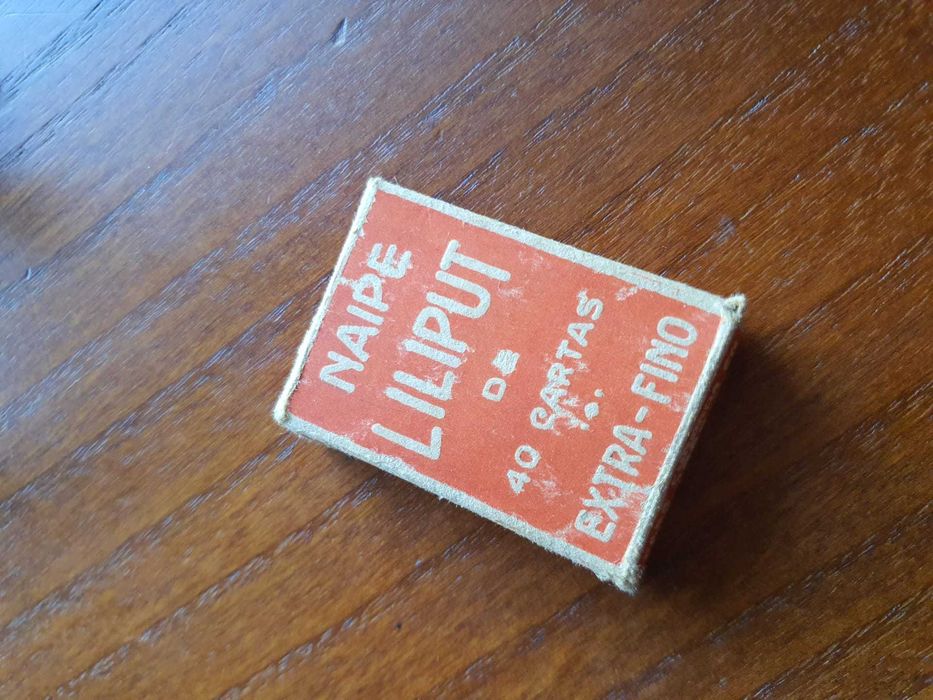 NAIPE
LILIPUT
DE
40 CARTAS
EXTRA-FINO